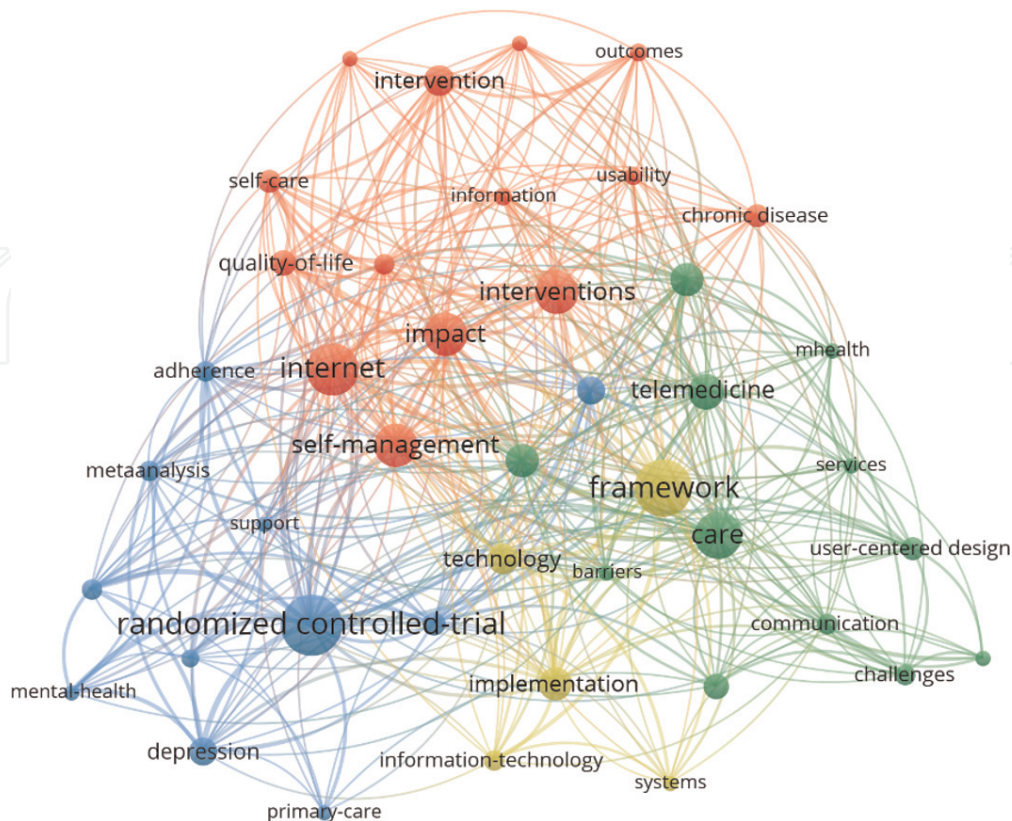 outcomes
intervention
self-care
usability
information
chronic disease
quality-of-life
interventions
impact
mhealth
adherence
internet
telemedicine
self-management
metaanalysis
services
framework
support
care
user-centered design
technology
barriers
randomized controlled-trial
communication
challenges
implementation
mental-health
depression
information-technology
systems
primary-care